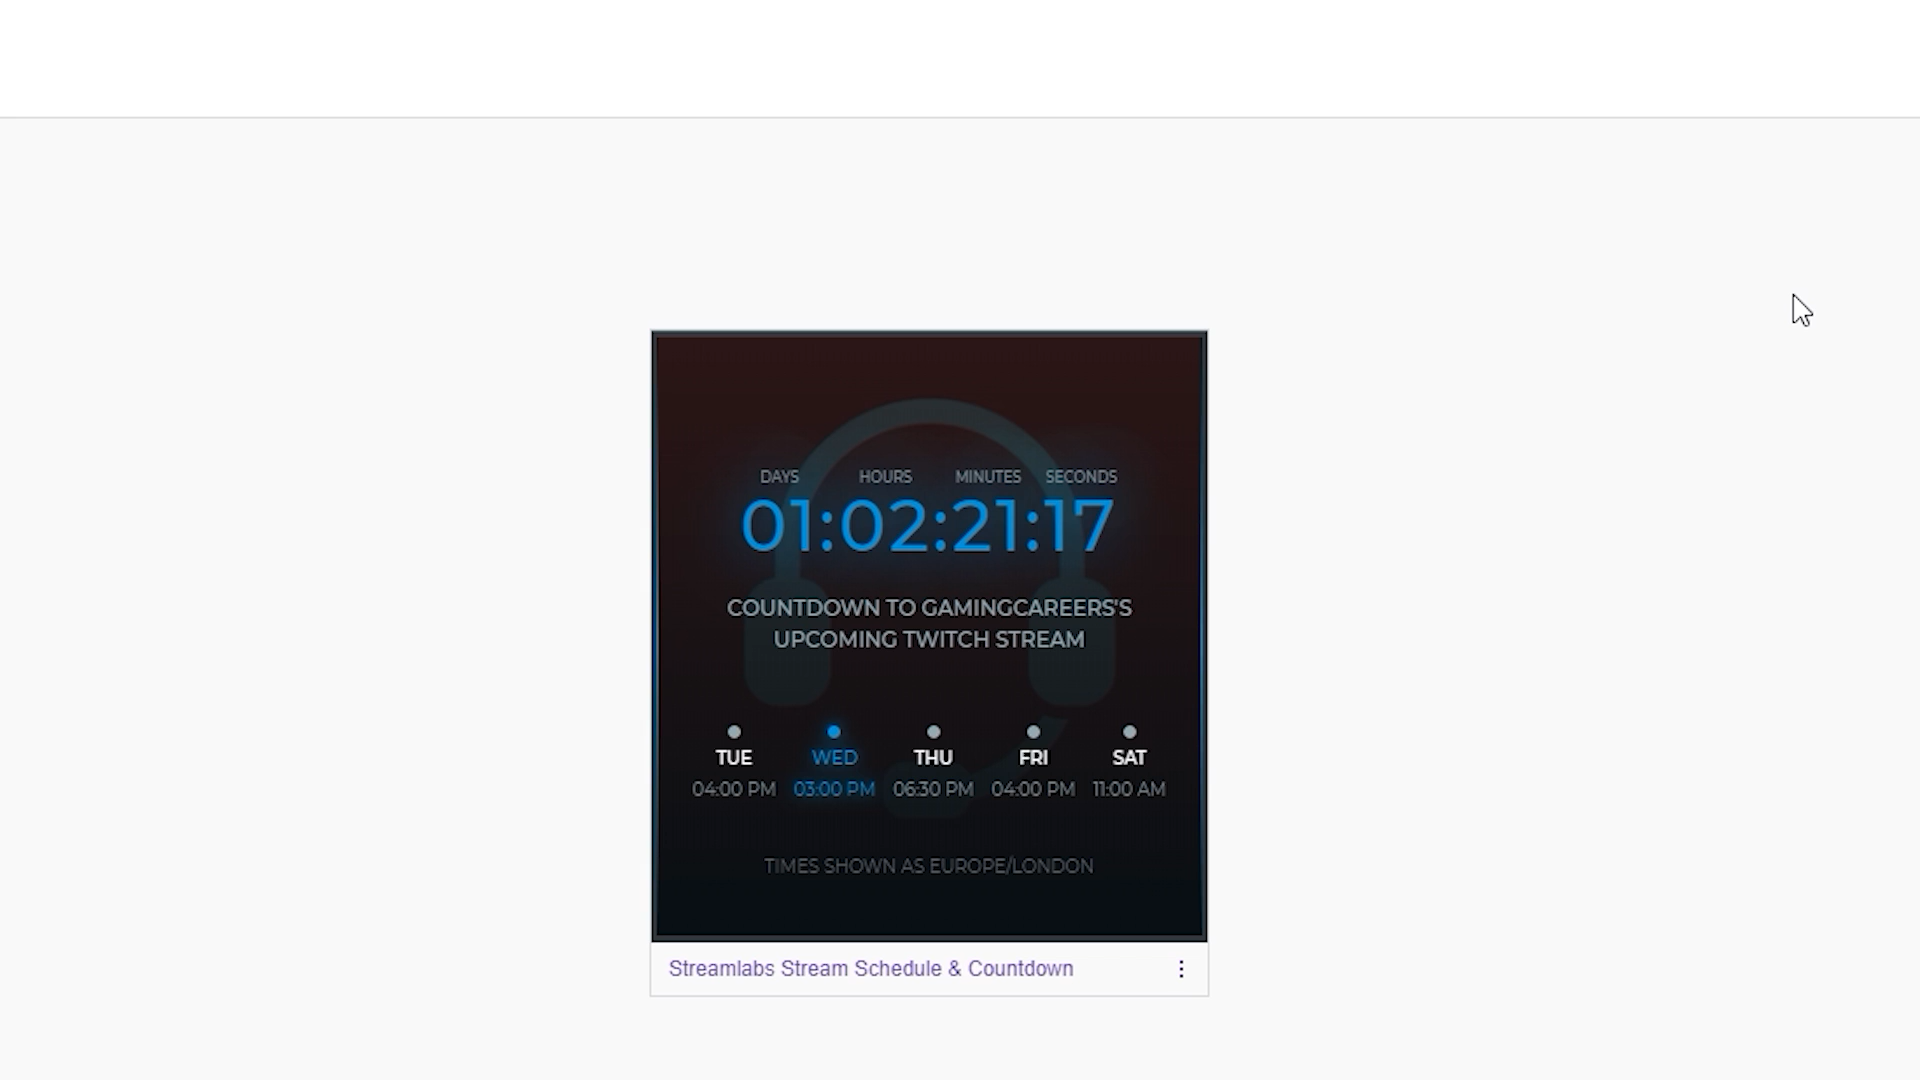 DAYS HOURS MINUTES SECONDS
01:02:21:17
COUNTDOWN TO GAMINGCAREERS'S
UPCOMING TWITCH STREAM
TUE WED THU FRI SAT
04:00 PM 03:00 PM 06:30 PM 04:00 PM 11:00 AM
TIMES SHOWN AS EUROPE/LONDON
Streamlabs Stream Schedule & Countdown